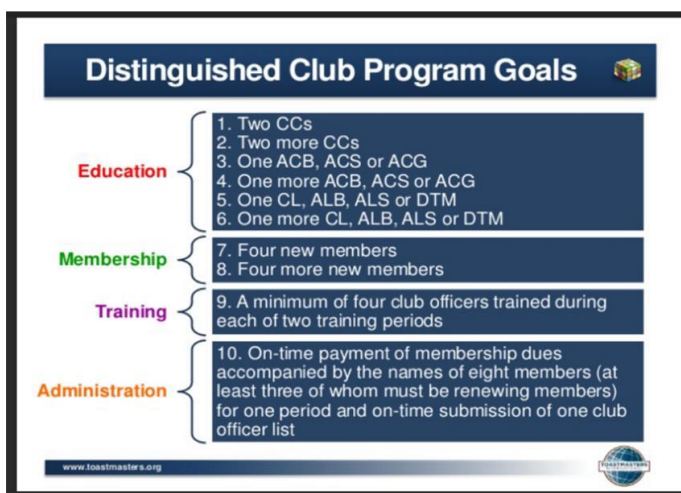 Distinguished Club Program Goals
Education
1. Two CCs
2. Two more CCs
3. One ACB, ACS or ACG
4. One more ACB, ACS or ACG
5. One CL, ALB, ALS or DTM
6. One more CL, ALB, ALS or DTM
Membership
7. Four new members
8. Four more new members
Training
9. A minimum of four club officers trained during
each of two training periods
Administration
10. On-time payment of membership dues
accompanied by the names of eight members (at
least three of whom must be renewing members)
for one period and on-time submission of one club
officer list
www.toastmasters.org
TOASTMASTERS